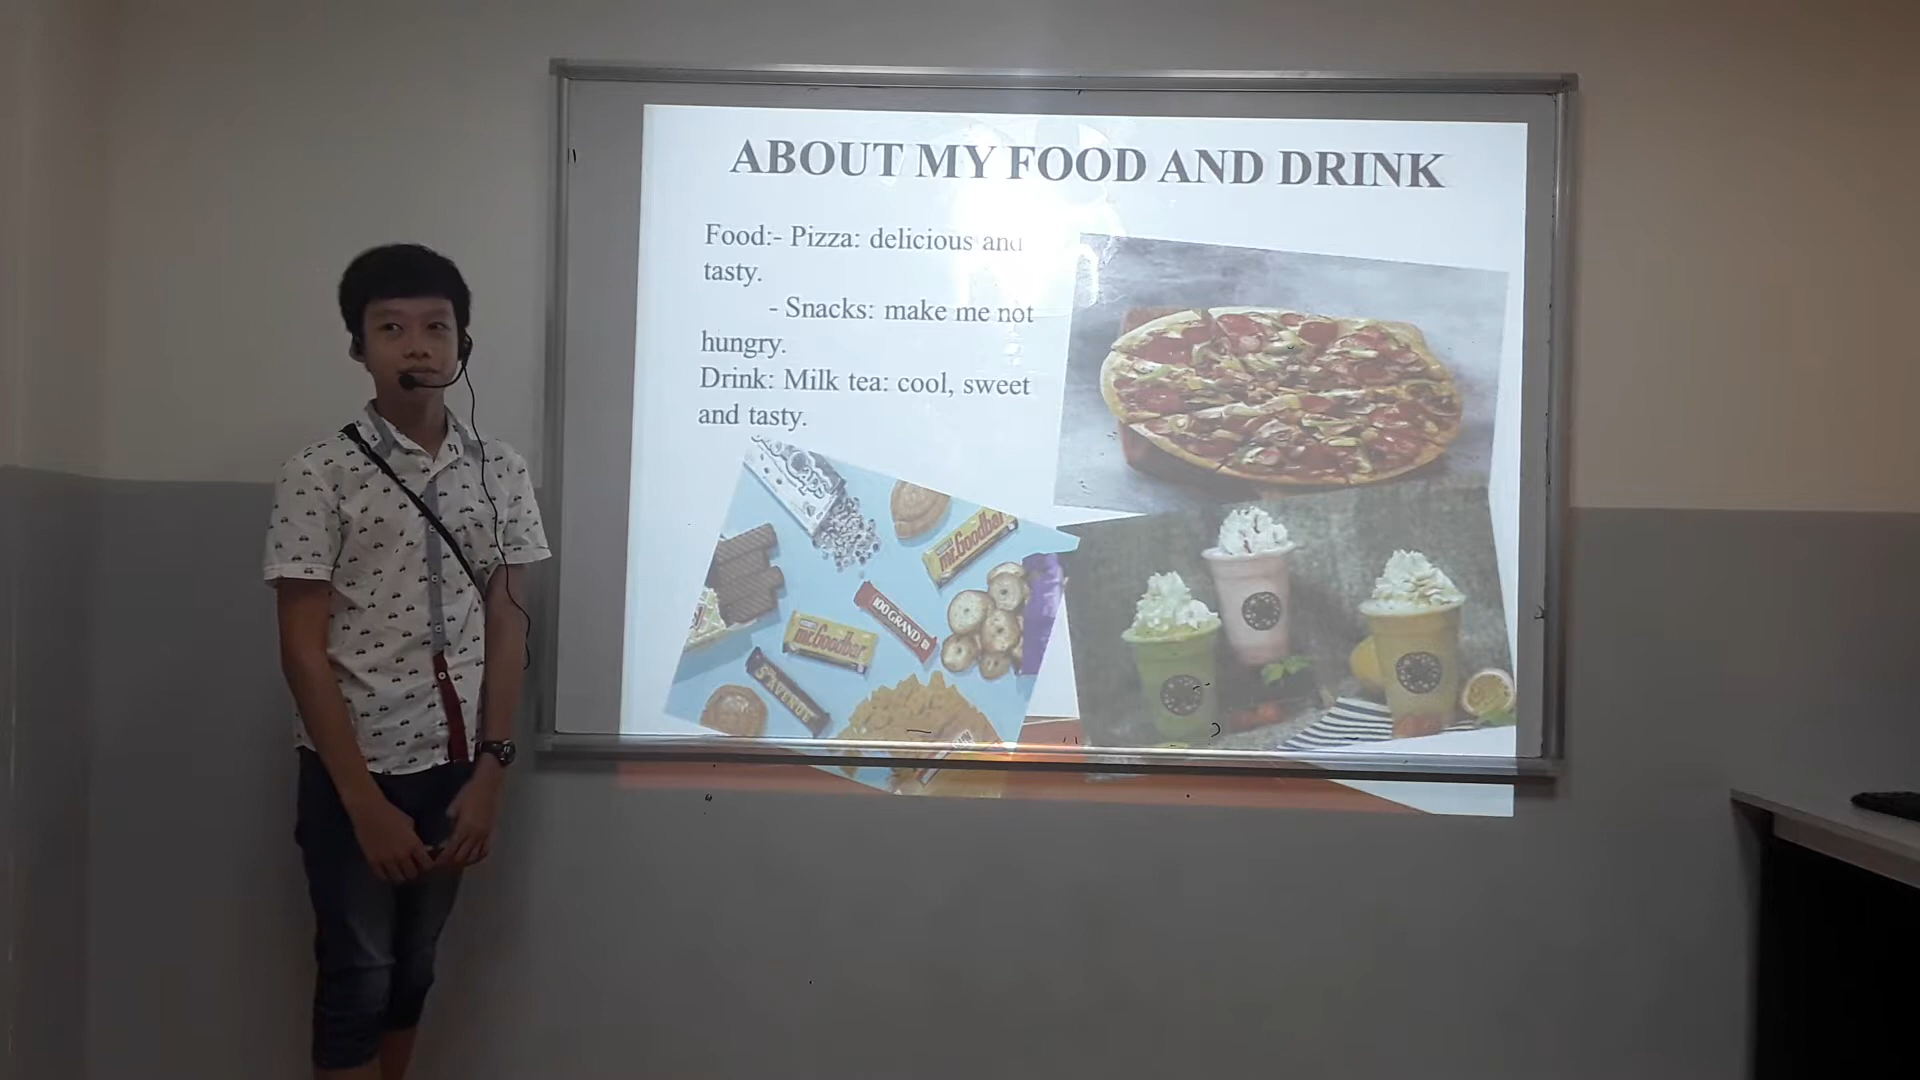 ABOUT MY FOOD AND DRINK
Food:- Pizza: delicious and
tasty.
- Snacks: make me not
hungry.
Drink: Milk tea: cool, sweet
and tasty.
mr.Goodbar
100 GRAND
mr.Goodbar
5th AVENUE